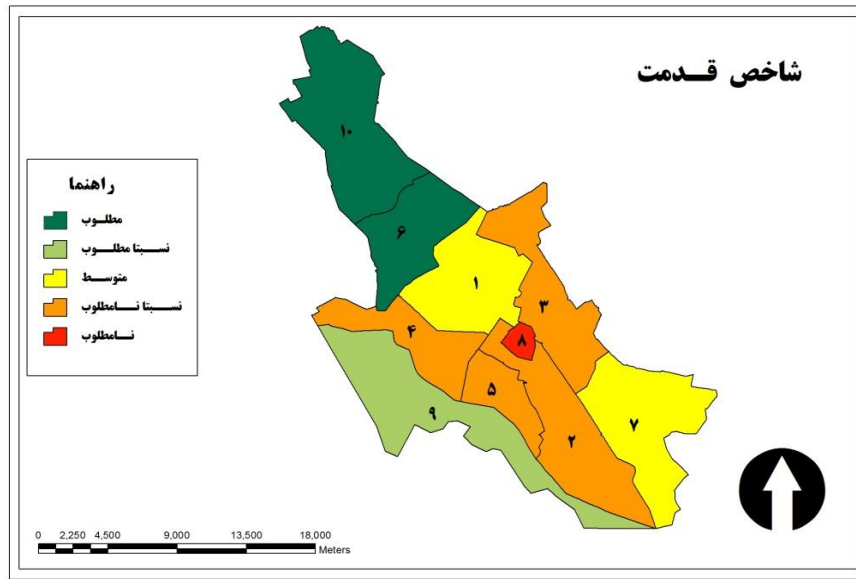 شاخص قدمت
۱۰
راهنما
مطلوب
۶
نسبتا مطلوب
متوسط
۱
نسبتا نامطلوب
۳
نامطلوب
۴
۸
۵
۹
۷
۲
0 2,250 4,500 9,000 13,500 18,000
Meters